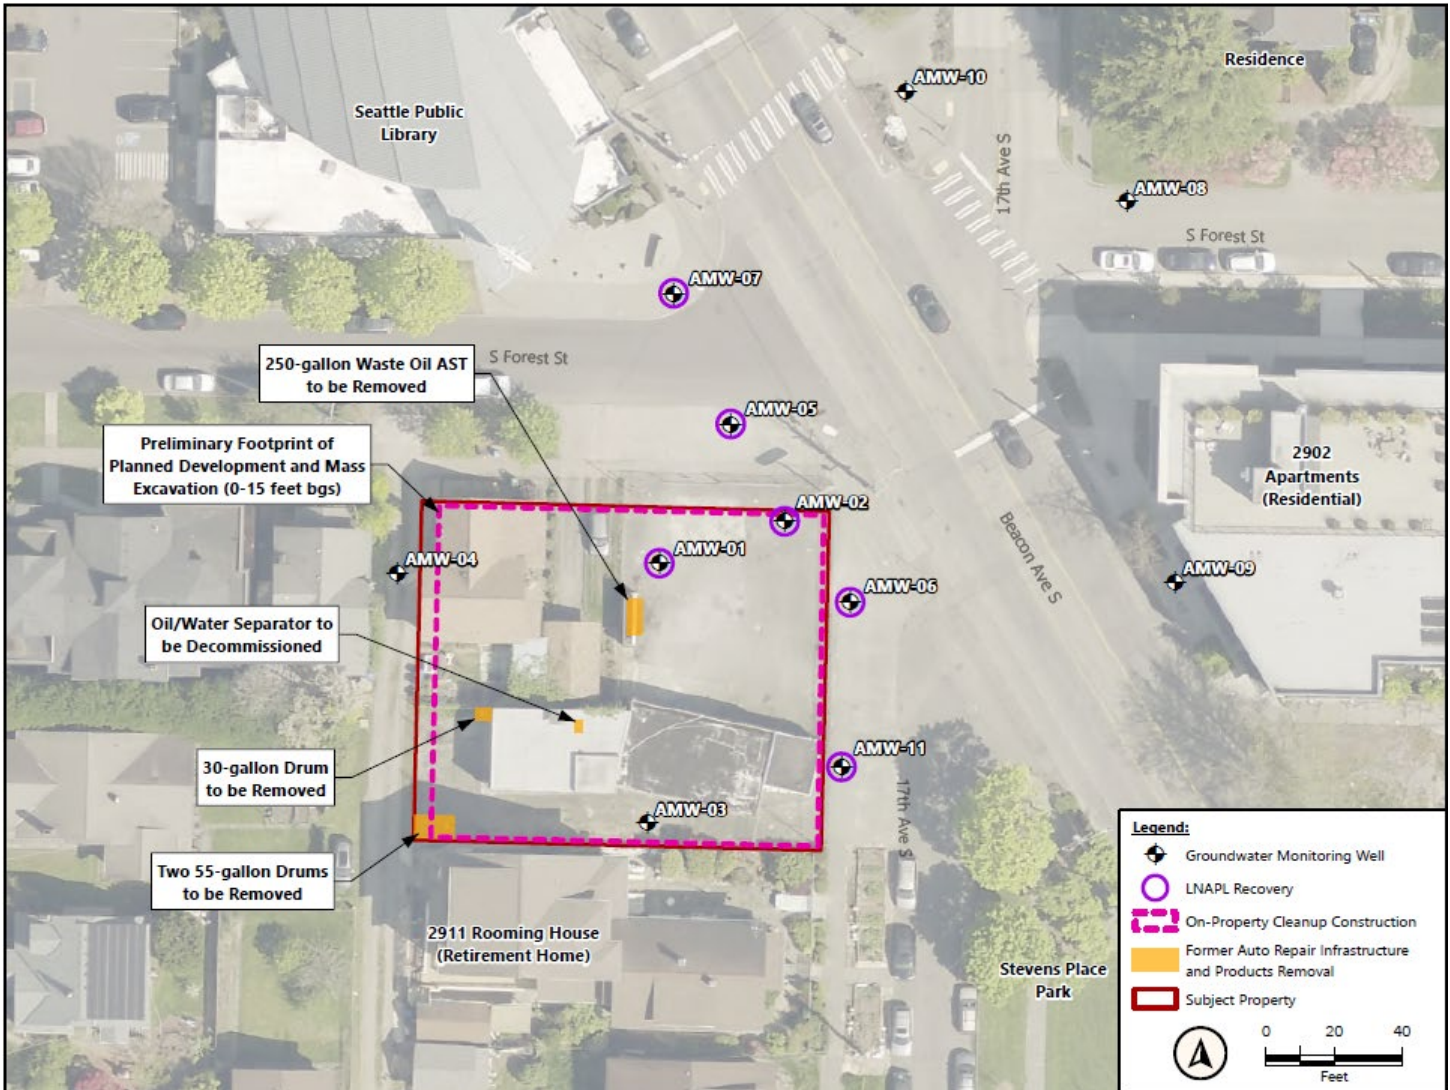 AMW-10
Residence
Seattle Public
Library
17th Ave S
AMW-08
S Forest St
AMW-07
250-gallon Waste Oil AST
to be Removed
S Forest St
AMW-05
Preliminary Footprint of
Planned Development and Mass
Excavation (0-15 feet bgs)
2902
Apartments
(Residential)
AMW-02
Beacon Ave S
AMW-04
AMW-01
AMW-09
AMW-06
Oil/Water Separator to
be Decommissioned
30-gallon Drum
to be Removed
AMW-11
17th Ave S
AMW-03
Two 55-gallon Drums
to be Removed
2911 Rooming House
(Retirement Home)
Stevens Place
Park
Legend:
Groundwater Monitoring Well
LNAPL Recovery
On-Property Cleanup Construction
Former Auto Repair Infrastructure
and Products Removal
Subject Property
0 20 40
Feet